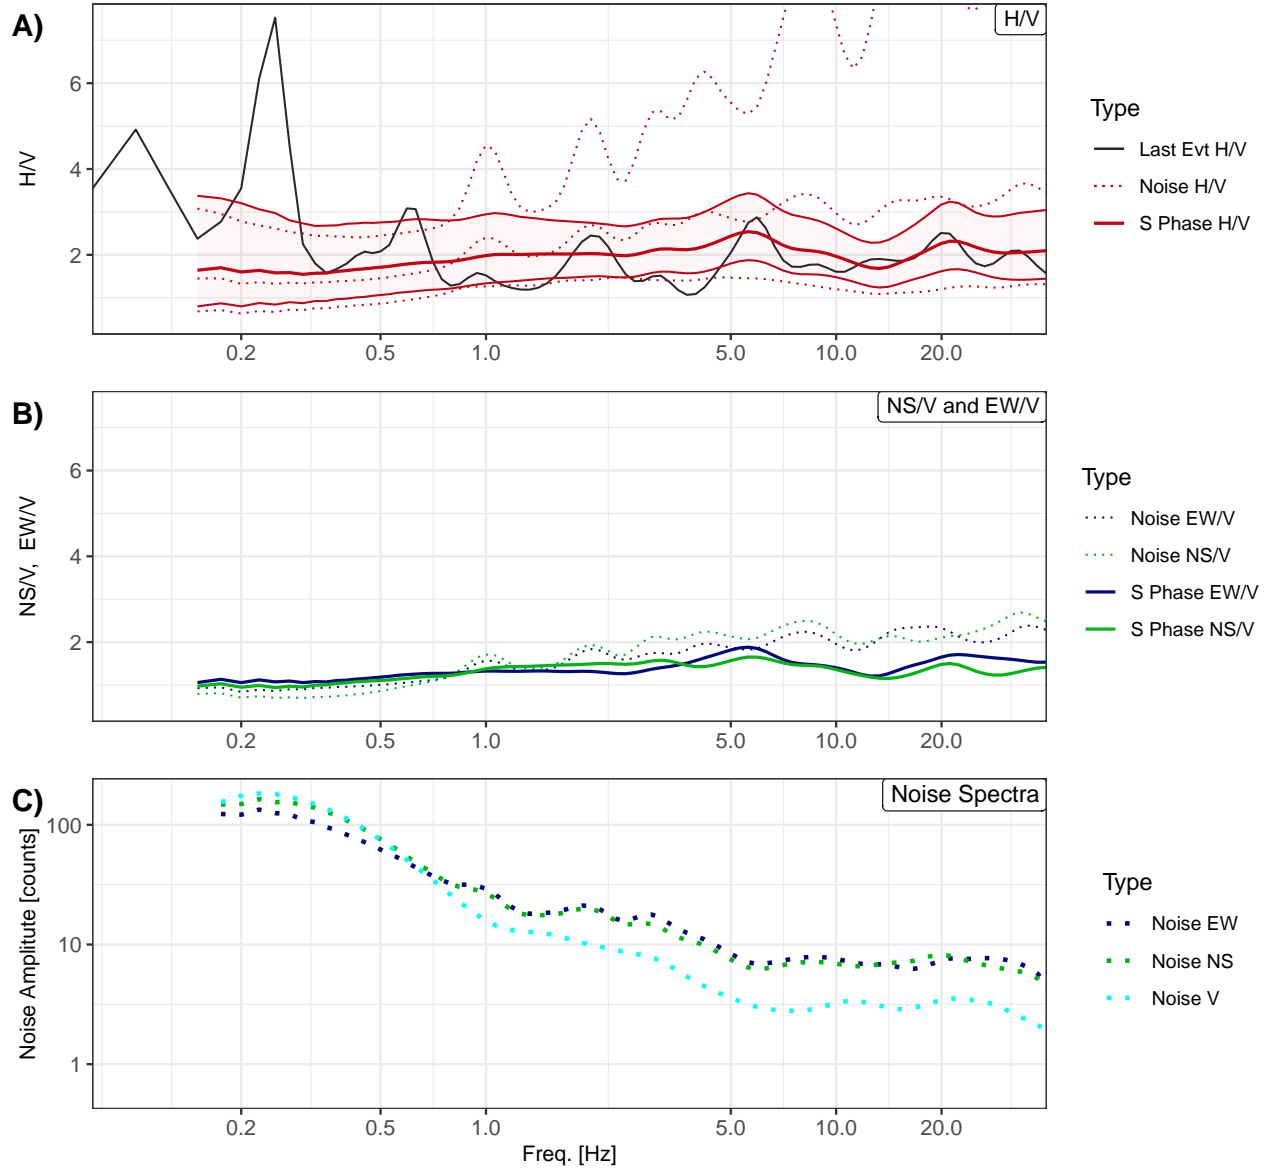 A)
H/V
6
4
2
H/V
0.2 0.5 1.0 5.0 10.0 20.0
Type
Last Evt H/V
Noise H/V
S Phase H/V
B)
NS/V and EW/V
6
4
2
NS/V, EW/V
0.2 0.5 1.0 5.0 10.0 20.0
Type
Noise EW/V
Noise NS/V
S Phase EW/V
S Phase NS/V
C)
Noise Spectra
100
10
1
Noise Amplitute [counts]
0.2 0.5 1.0 5.0 10.0 20.0
Freq. [Hz]
Type
Noise EW
Noise NS
Noise V